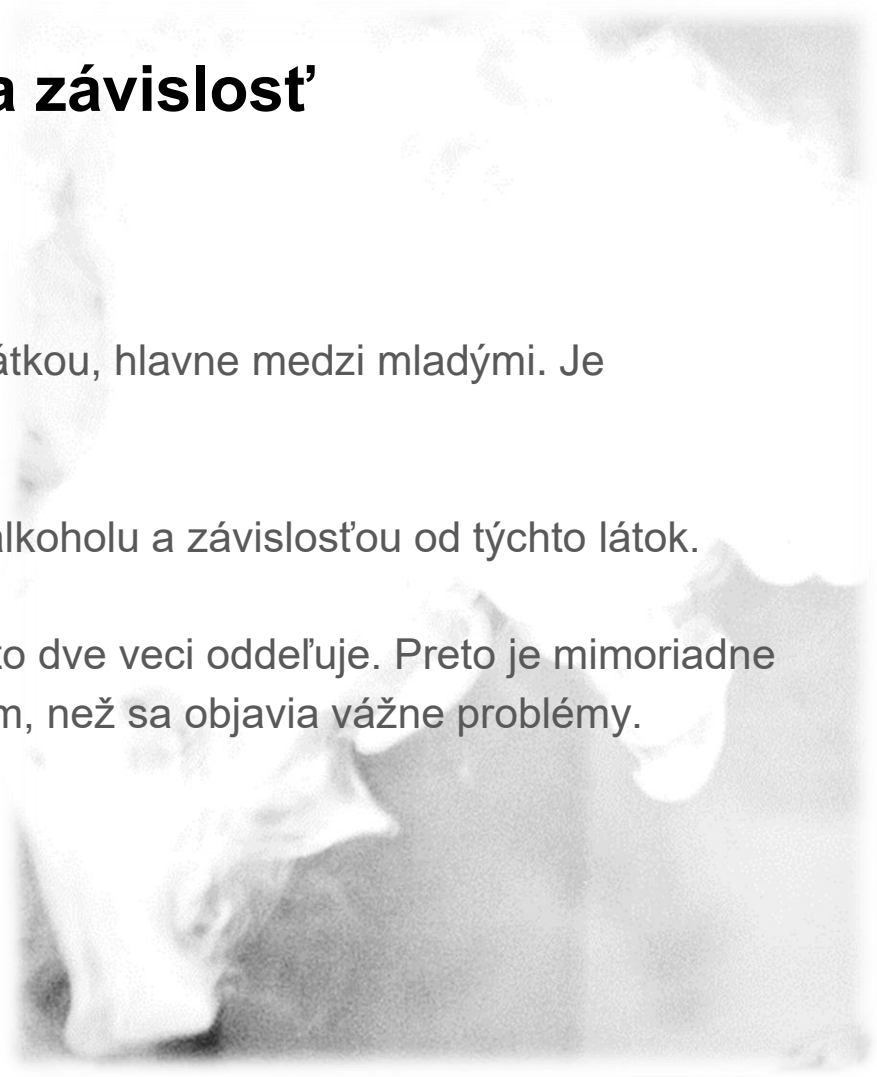 a závislosť
átkou, hlavne medzi mladými. Je
alkoholu a závislosťou od týchto látok.
to dve veci oddeľuje. Preto je mimoriadne
m, než sa objavia vážne problémy.